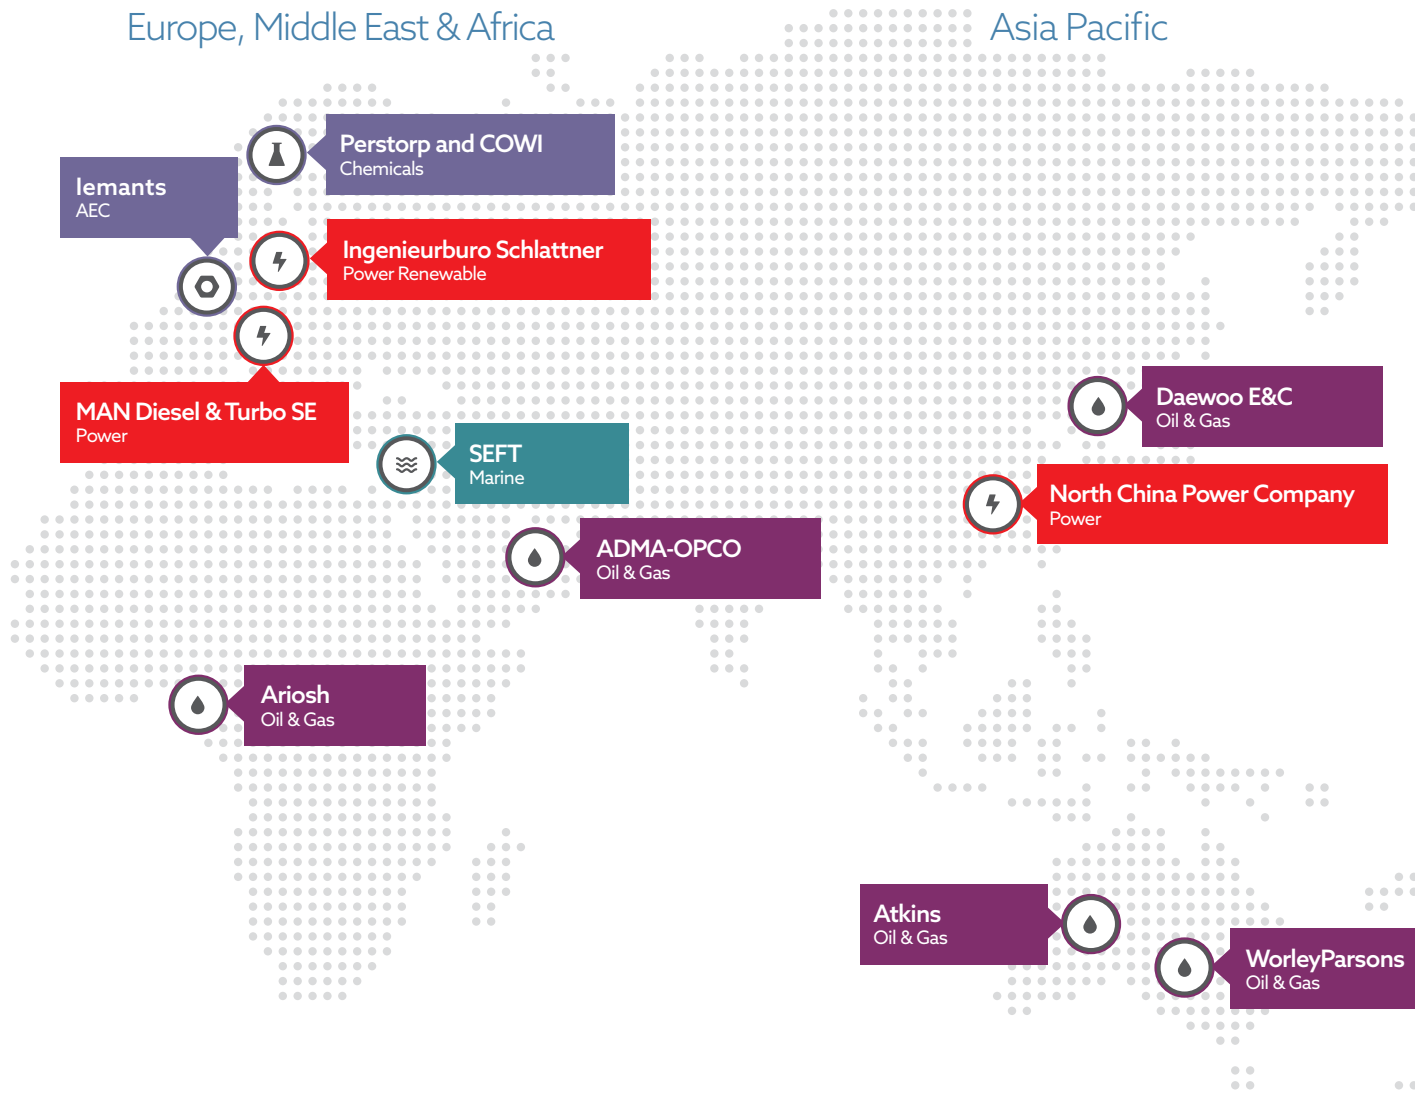 Europe, Middle East & Africa
Asia Pacific
Perstorp and COWI
Chemicals
Iemants
AEC
Ingenieurburo Schlattner
Power Renewable
MAN Diesel & Turbo SE
Power
SEFT
Marine
Daewoo E&C
Oil & Gas
North China Power Company
Power
ADMA-OPCO
Oil & Gas
Ariosh
Oil & Gas
Atkins
Oil & Gas
WorleyParsons
Oil & Gas